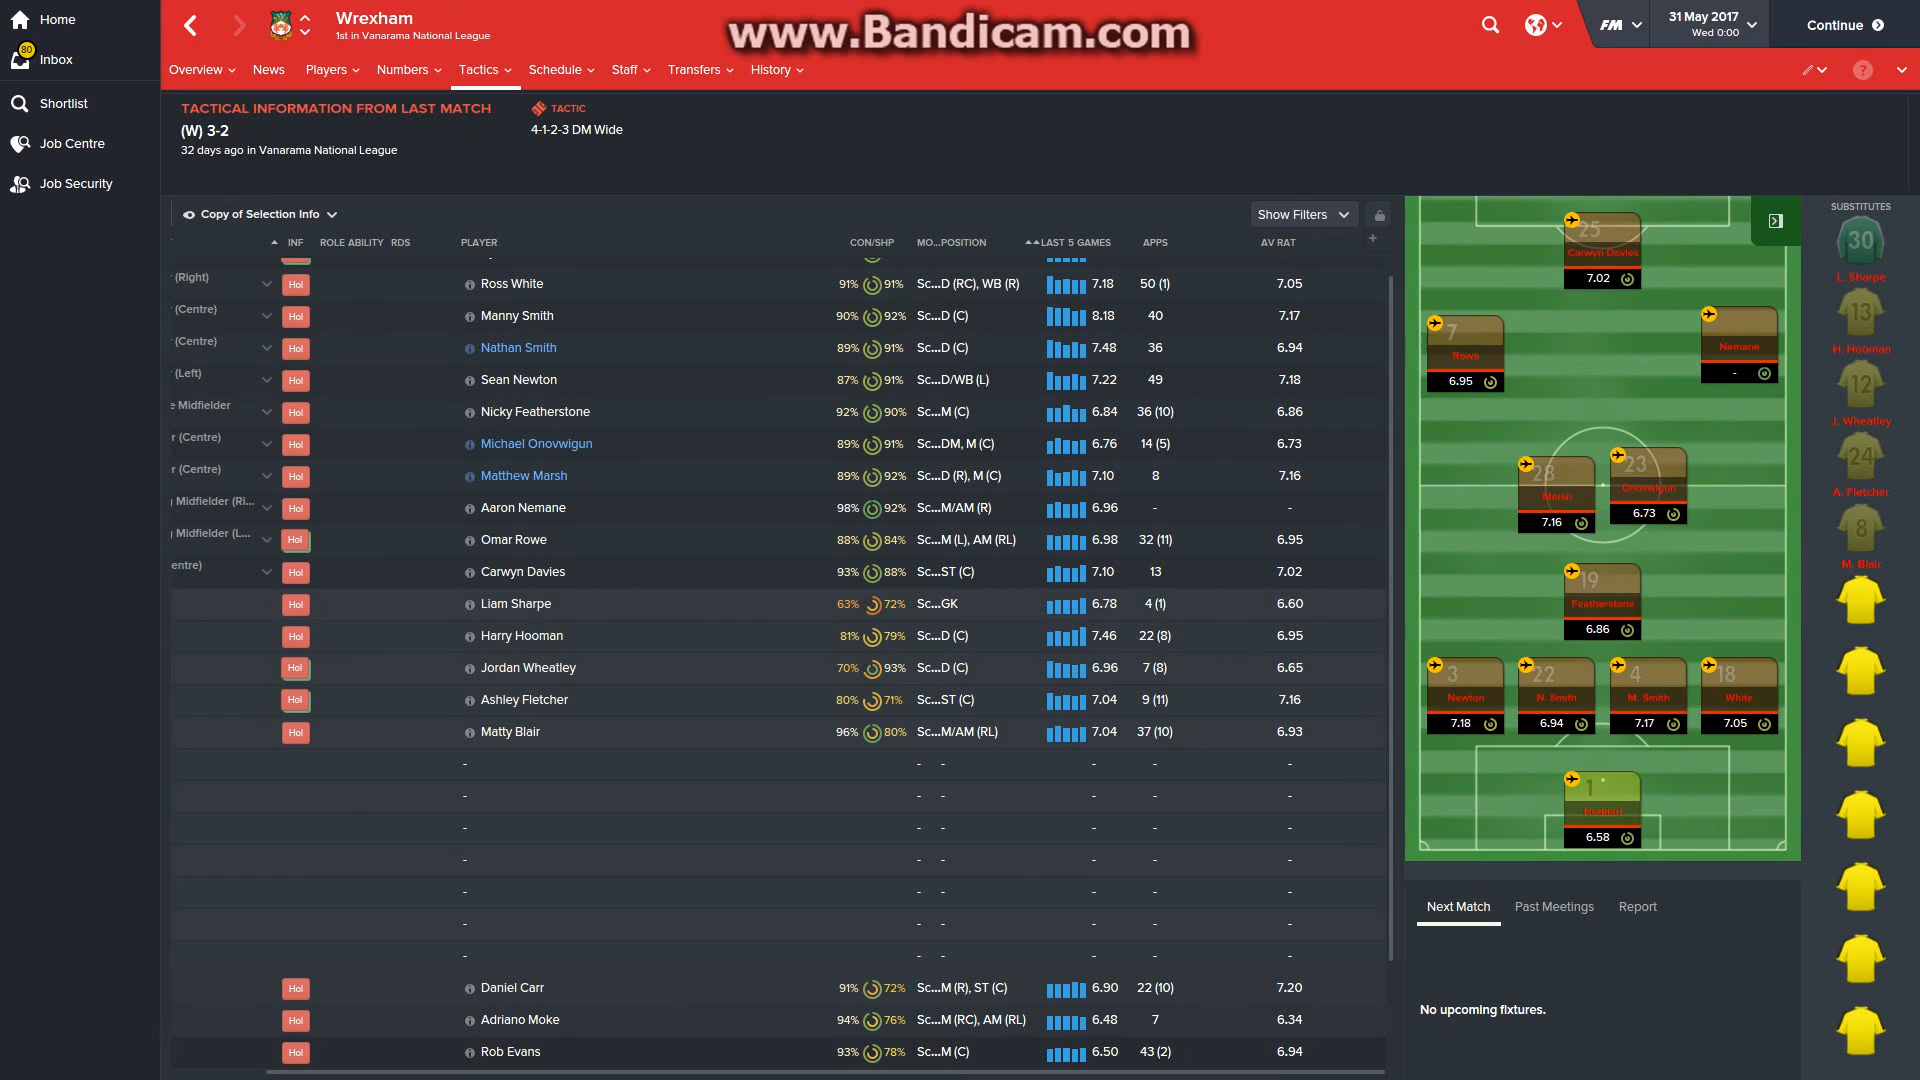 Home
80
Inbox
Shortlist
Job Centre
Job Security
Wrexham
1st in Vanarama National League
www.Bandicam.com
FM
31 May 2017
Wed 0:00
Continue
Overview
News
Players
Numbers
Tactics
Schedule
Staff
Transfers
History
?
TACTICAL INFORMATION FROM LAST MATCH
(W) 3-2
32 days ago in Vanarama National League
TACTIC
4-1-2-3 DM Wide
Copy of Selection Info
Show Filters
INF ROLE ABILITY RDS PLAYER CON/SHP MO...POSITION LAST 5 GAMES APPS AV RAT
(Right) Hol Ross White 91% 91% Sc...D (RC), WB (R) 7.18 50 (1) 7.05
(Centre) Hol Manny Smith 90% 92% Sc...D (C) 8.18 40 7.17
(Centre) Hol Nathan Smith 89% 91% Sc...D (C) 7.48 36 6.94
(Left) Hol Sean Newton 87% 91% Sc...D/WB (L) 7.22 49 7.18
e Midfielder Hol Nicky Featherstone 92% 90% Sc...M (C) 6.84 36 (10) 6.86
r (Centre) Hol Michael Onovwigun 89% 91% Sc...DM, M (C) 6.76 14 (5) 6.73
r (Centre) Hol Matthew Marsh 89% 92% Sc...D (R), M (C) 7.10 8 7.16
g Midfielder (Ri... Hol Aaron Nemane 98% 92% Sc...M/AM (R) 6.96 - -
Midfielder (L... Hol Omar Rowe 88% 84% Sc...M (L), AM (RL) 6.98 32 (11) 6.95
entre) Hol Carwyn Davies 93% 88% Sc...ST (C) 7.10 13 7.02
Hol Liam Sharpe 63% 72% Sc...GK 6.78 4 (1) 6.60
Hol Harry Hooman 81% 79% Sc...D (C) 7.46 22 (8) 6.95
Hol Jordan Wheatley 70% 93% Sc...D (C) 6.96 7 (8) 6.65
Hol Ashley Fletcher 80% 71% Sc...ST (C) 7.04 9 (11) 7.16
Hol Matty Blair 96% 80% Sc...M/AM (RL) 7.04 37 (10) 6.93
- - - - - -
- - - - - -
- - - - - -
- - - - - -
- - - - - -
- - - - - -
- - - - - -
Hol Daniel Carr 91% 72% Sc...M (R), ST (C) 6.90 22 (10) 7.20
Hol Adriano Moke 94% 76% Sc...M (RC), AM (RL) 6.48 7 6.34
Hol Rob Evans 93% 78% Sc...M (C) 6.50 43 (2) 6.94
25
Carwyn Davies
7.02
7
Rowe
6.95
Nemane
-
28
Marsh
7.16
23
Onovwigun
6.73
19
Featherstone
6.86
3
Newton
7.18
22
N. Smith
6.94
4
M. Smith
7.17
18
White
7.05
1
6.58
SUBSTITUTES
30
L. Sharpe
13
H. Hooman
12
J. Wheatley
24
A. Fletcher
8
M. Blair
Next Match
Past Meetings
Report
No upcoming fixtures.